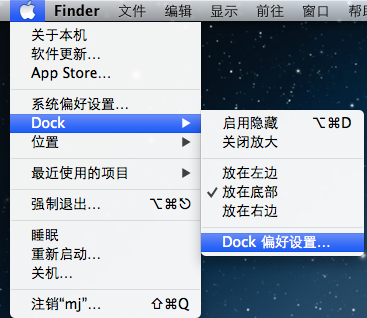 Finder 文件 编辑 显示 前往 窗口
关于本机
软件更新...
App Store...
系统偏好设置...
Dock ▶
位置 ▶
最近使用的项目 ▶
强制退出... ⌥⌘⎋
睡眠
重新启动...
关机...
注销“mj”... ⇧⌘Q
启用隐藏 ⌥⌘D
关闭放大
放在左边
✓放在底部
放在右边
Dock 偏好设置...